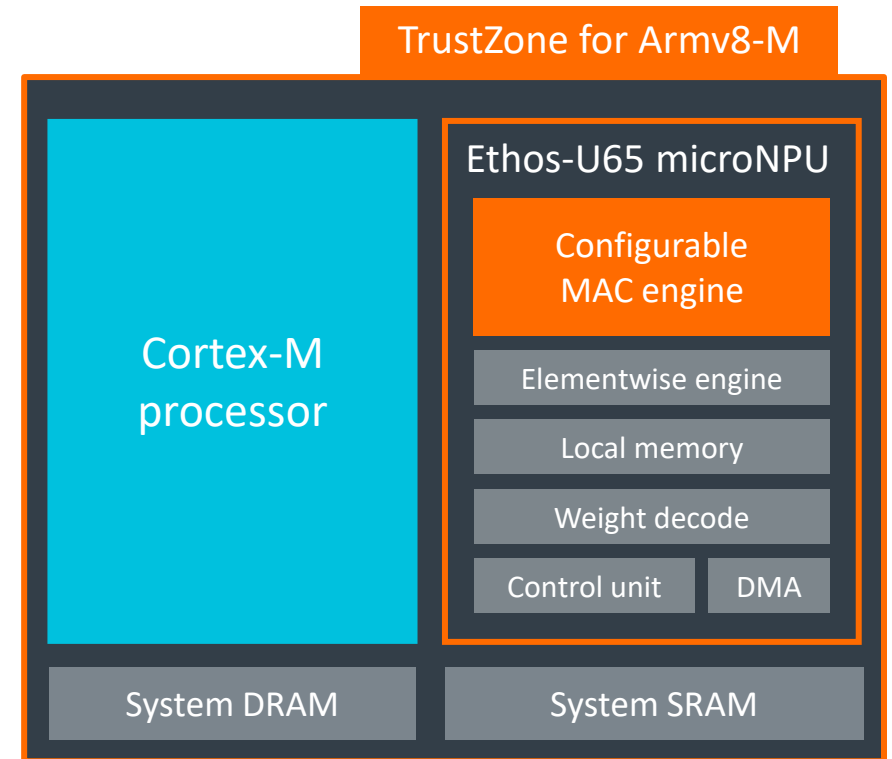 TrustZone for Armv8-M
Cortex-M
processor
Ethos-U65 microNPU
Configurable
MAC engine
Elementwise engine
Local memory
Weight decode
Control unit
DMA
System DRAM
System SRAM